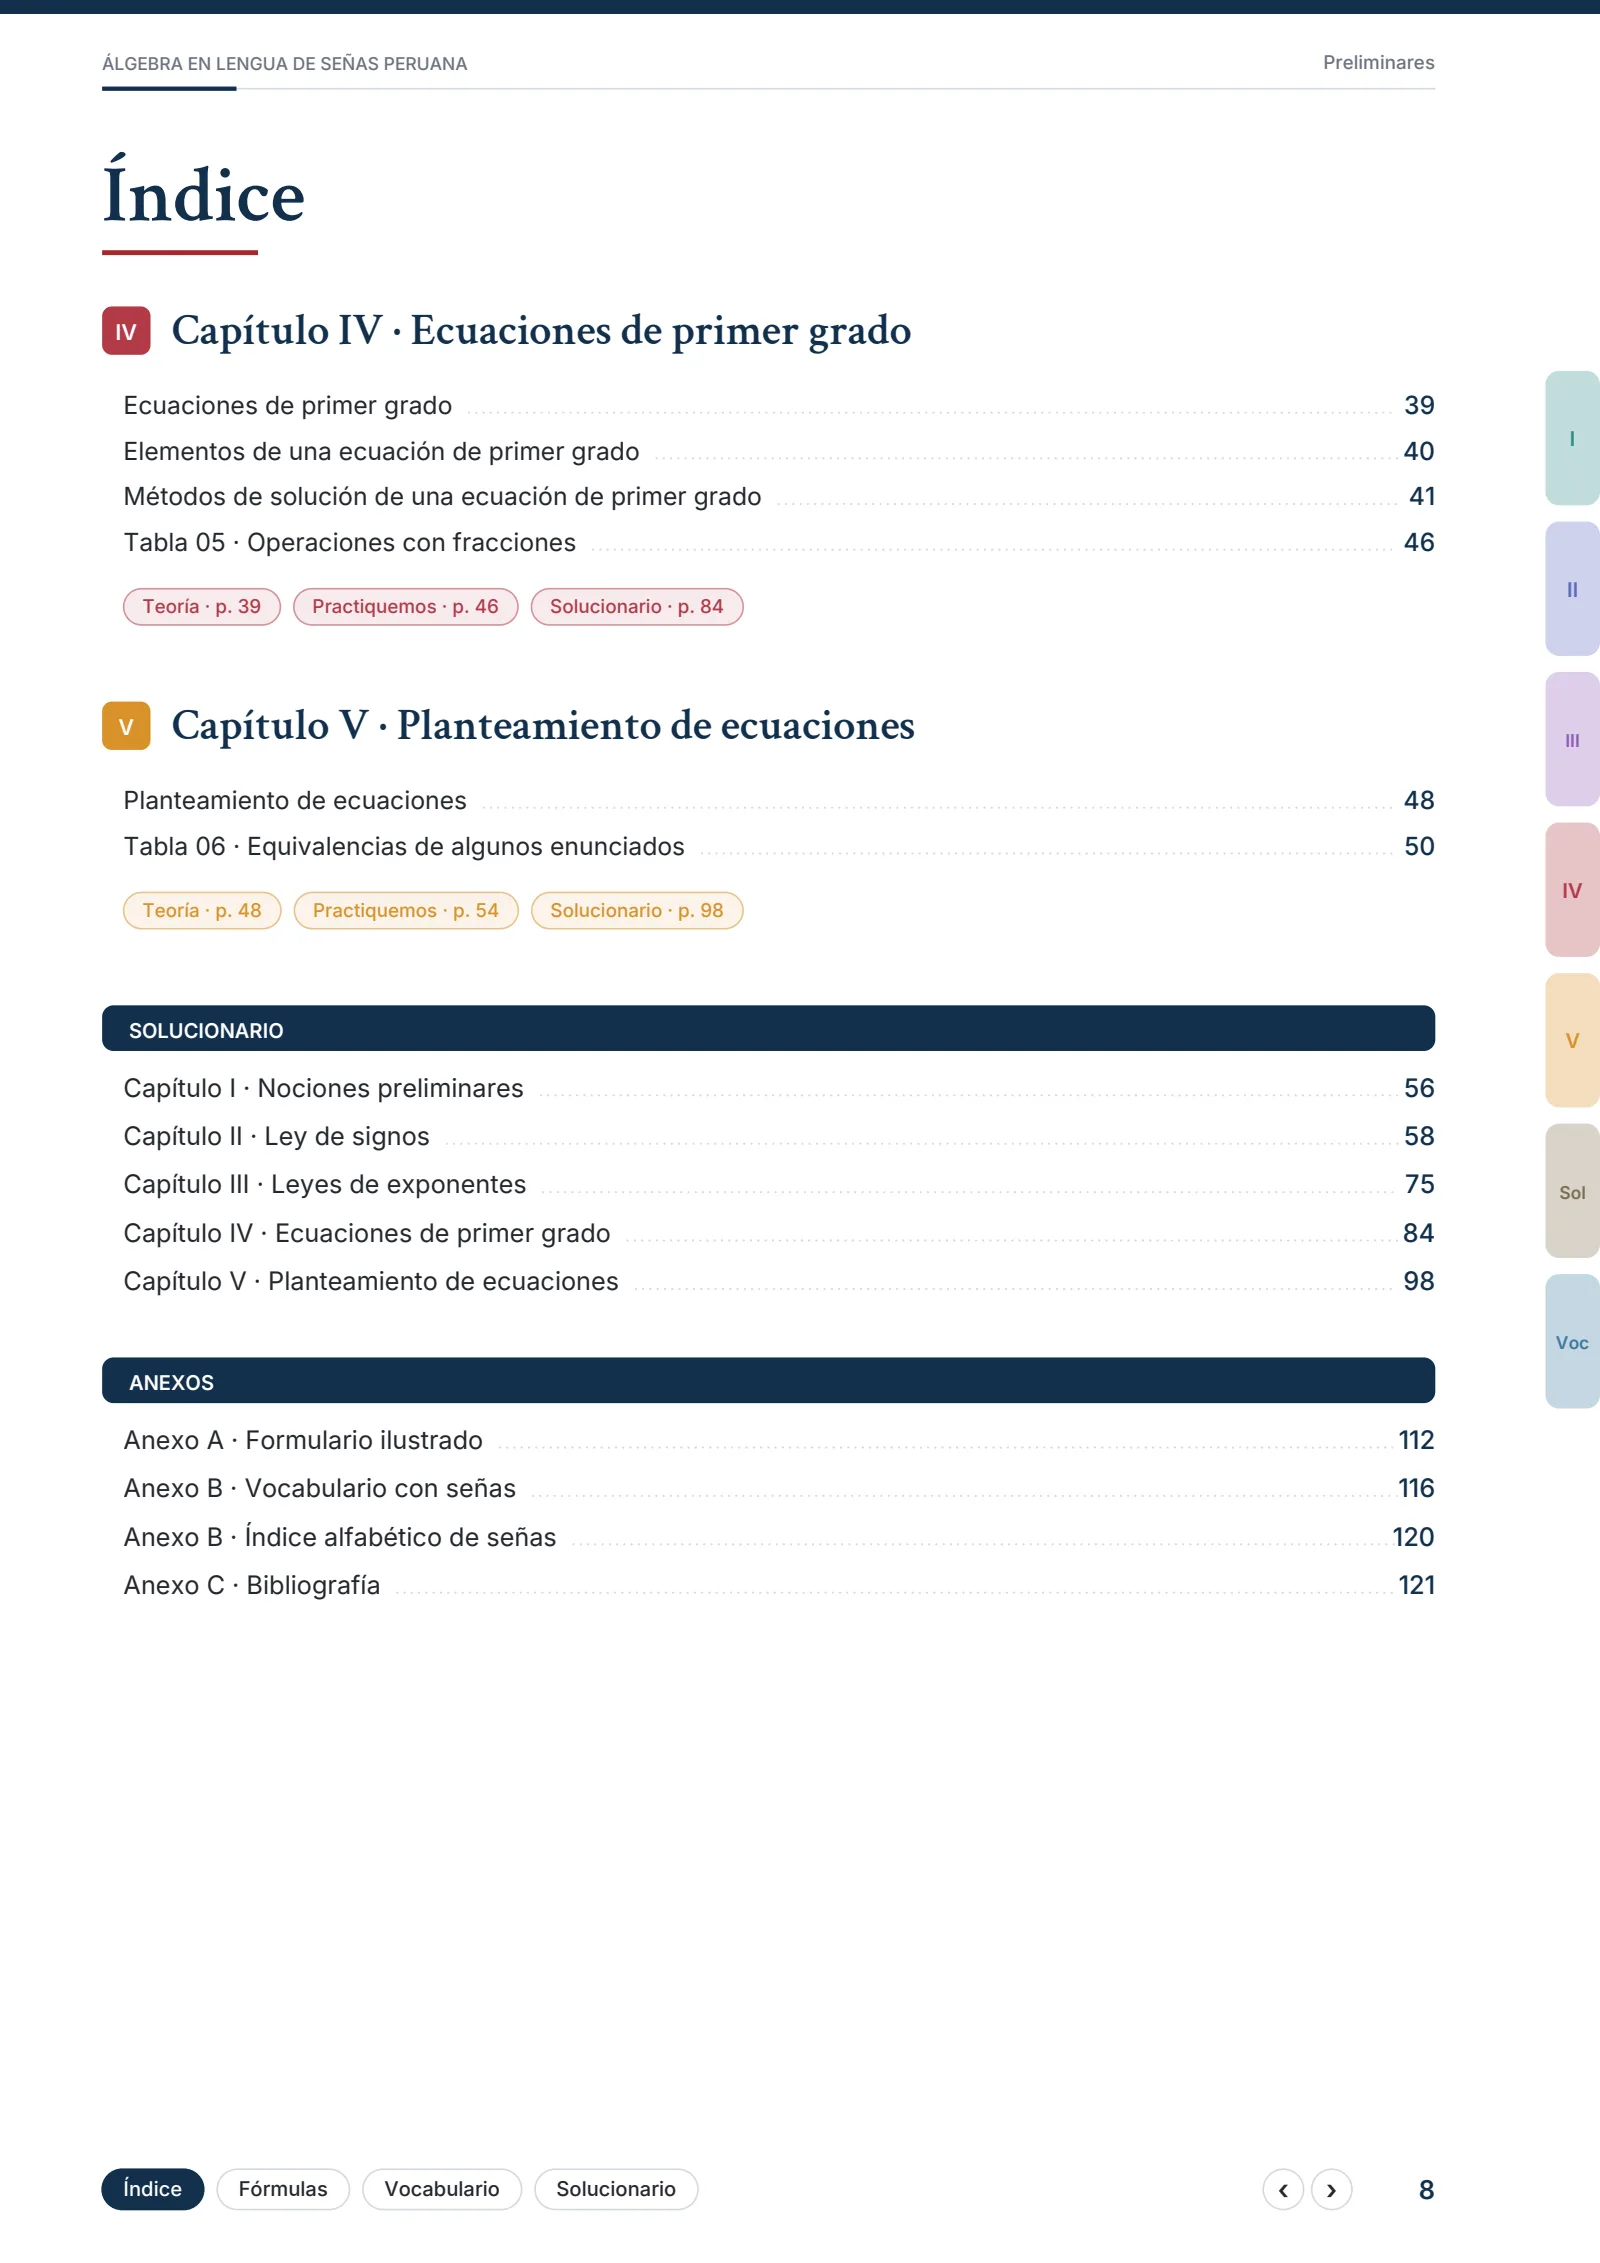 ÁLGEBRA EN LENGUA DE SEÑAS PERUANA
Preliminares
Índice
IV Capítulo IV · Ecuaciones de primer grado
Ecuaciones de primer grado 39
Elementos de una ecuación de primer grado 40
Métodos de solución de una ecuación de primer grado 41
Tabla 05 · Operaciones con fracciones 46
Teoría · p. 39 Practiquemos · p. 46 Solucionario · p. 84
V Capítulo V · Planteamiento de ecuaciones
Planteamiento de ecuaciones 48
Tabla 06 · Equivalencias de algunos enunciados 50
Teoría · p. 48 Practiquemos · p. 54 Solucionario · p. 98
SOLUCIONARIO
Capítulo I · Nociones preliminares 56
Capítulo II · Ley de signos 58
Capítulo III · Leyes de exponentes 75
Capítulo IV · Ecuaciones de primer grado 84
Capítulo V · Planteamiento de ecuaciones 98
ANEXOS
Anexo A · Formulario ilustrado 112
Anexo B · Vocabulario con señas 116
Anexo B · Índice alfabético de señas 120
Anexo C · Bibliografía 121
I
II
III
IV
V
Sol
Voc
Índice Fórmulas Vocabulario Solucionario ‹ › 8